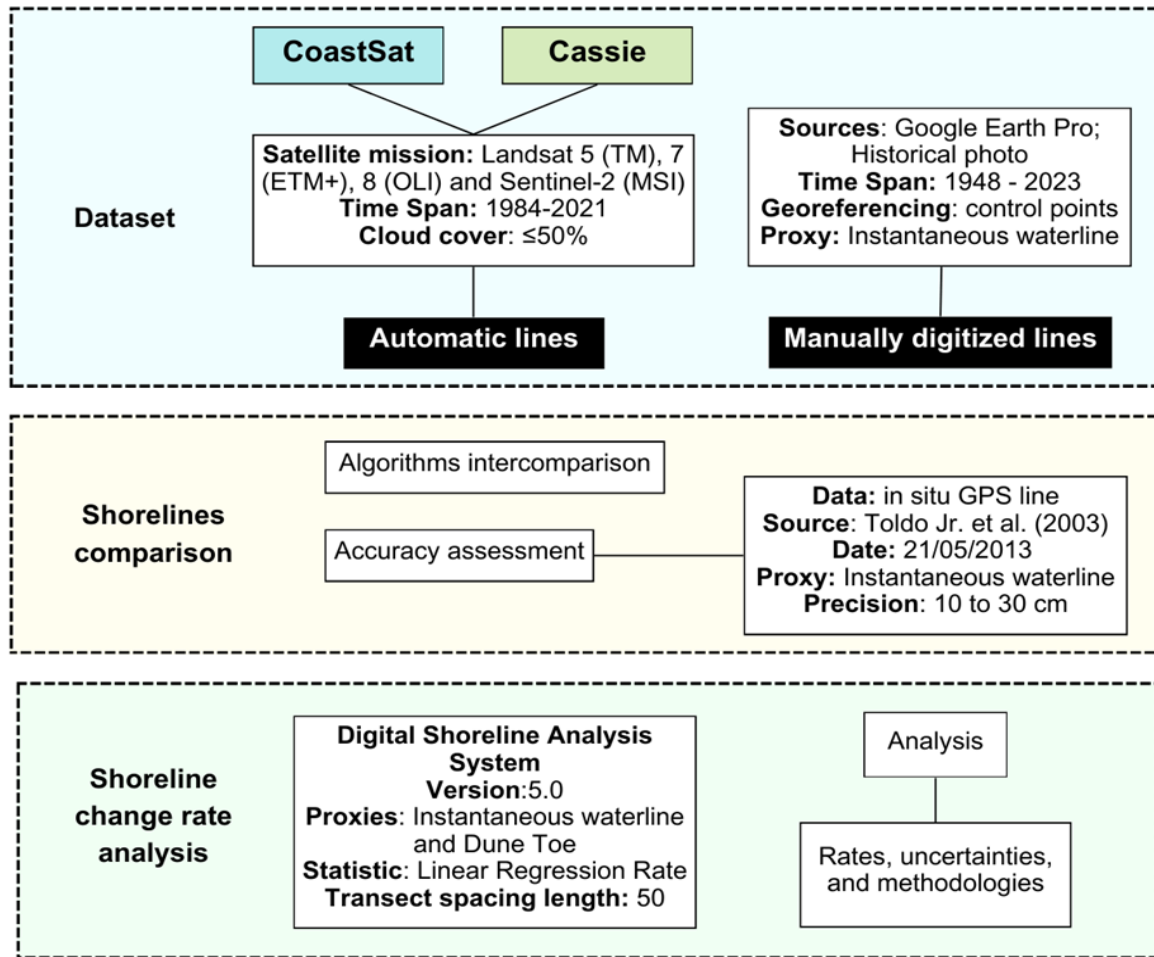 CoastSat
Cassie
Dataset
Satellite mission: Landsat 5 (TM), 7
(ETM+), 8 (OLI) and Sentinel-2 (MSI)
Time Span: 1984-2021
Cloud cover: ≤50%
Automatic lines
Sources: Google Earth Pro;
Historical photo
Time Span: 1948 - 2023
Georeferencing: control points
Proxy: Instantaneous waterline
Manually digitized lines
Shorelines
comparison
Algorithms intercomparison
Accuracy assessment
Data: in situ GPS line
Source: Toldo Jr. et al. (2003)
Date: 21/05/2013
Proxy: Instantaneous waterline
Precision: 10 to 30 cm
Shoreline
change rate
analysis
Digital Shoreline Analysis
System
Version:5.0
Proxies: Instantaneous waterline
and Dune Toe
Statistic: Linear Regression Rate
Transect spacing length: 50
Analysis
Rates, uncertainties,
and methodologies